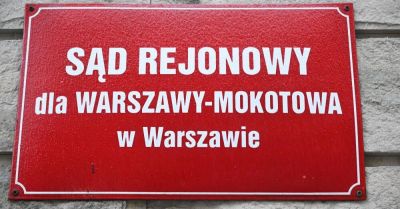 SĄD REJONOWY
dla WARSZAWY-MOKOTOWA
w Warszawie